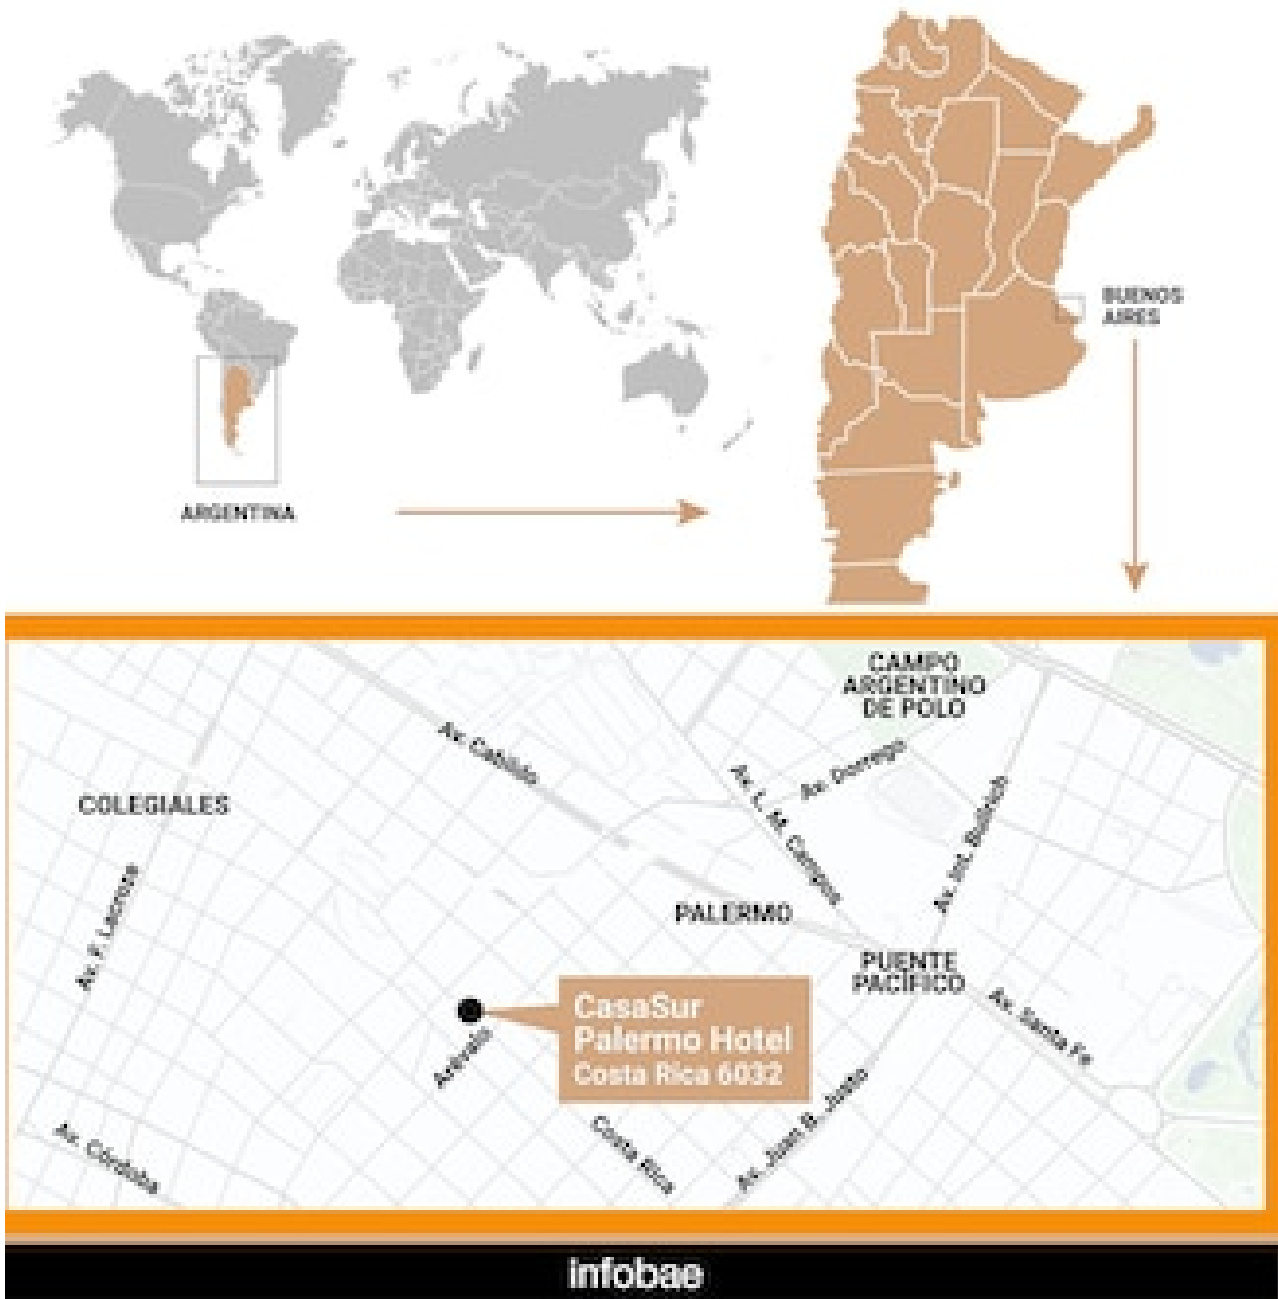 BUENOS
AIRES
ARGENTINA
CAMPO
ARGENTINO
DE POLO
Av. Cabildo
Av. Dorrego
Av. L. M. Campos
Av. Int. Bullrich
COLEGIALES
Av. F. Lacroze
PALERMO
PUENTE
PACÍFICO
CasaSur
Palermo Hotel
Costa Rica 6032
Av. Santa Fe
Arévalo
Av. Juan B. Justo
Costa Rica
Av. Córdoba
infobae